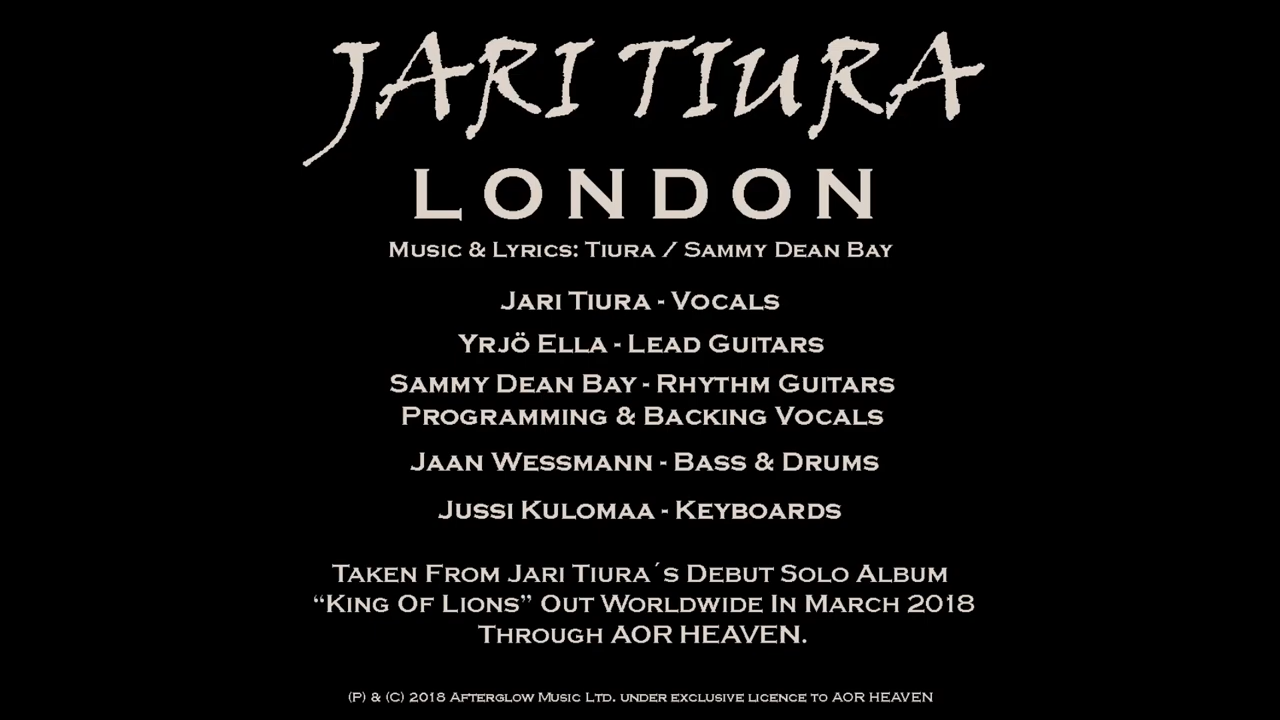 JARI TIURA
LONDON
MUSIC & LYRICS: TIURA / SAMMY DEAN BAY
JARI TIURA - VOCALS
YRJÖ ELLA - LEAD GUITARS
SAMMY DEAN BAY - RHYTHM GUITARS
PROGRAMMING & BACKING VOCALS
JAAN WESSMANN - BASS & DRUMS
JUSSI KULOMAA - KEYBOARDS
TAKEN FROM JARI TIURA´S DEBUT SOLO ALBUM
“KING OF LIONS” OUT WORLDWIDE IN MARCH 2018
THROUGH AOR HEAVEN.
(P) & (C) 2018 AFTERGLOW MUSIC LTD. UNDER EXCLUSIVE LICENCE TO AOR HEAVEN